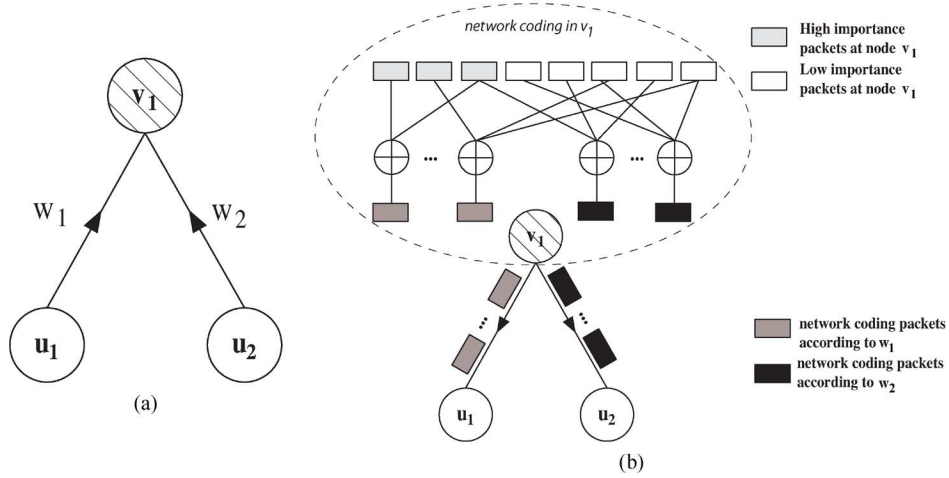 v1
W1
W2
u1
u2
(a)
network coding in v1
High importance
packets at node v1
Low importance
packets at node v1
...
...
v1
...
...
network coding packets
according to w1
network coding packets
according to w2
u1
u2
(b)